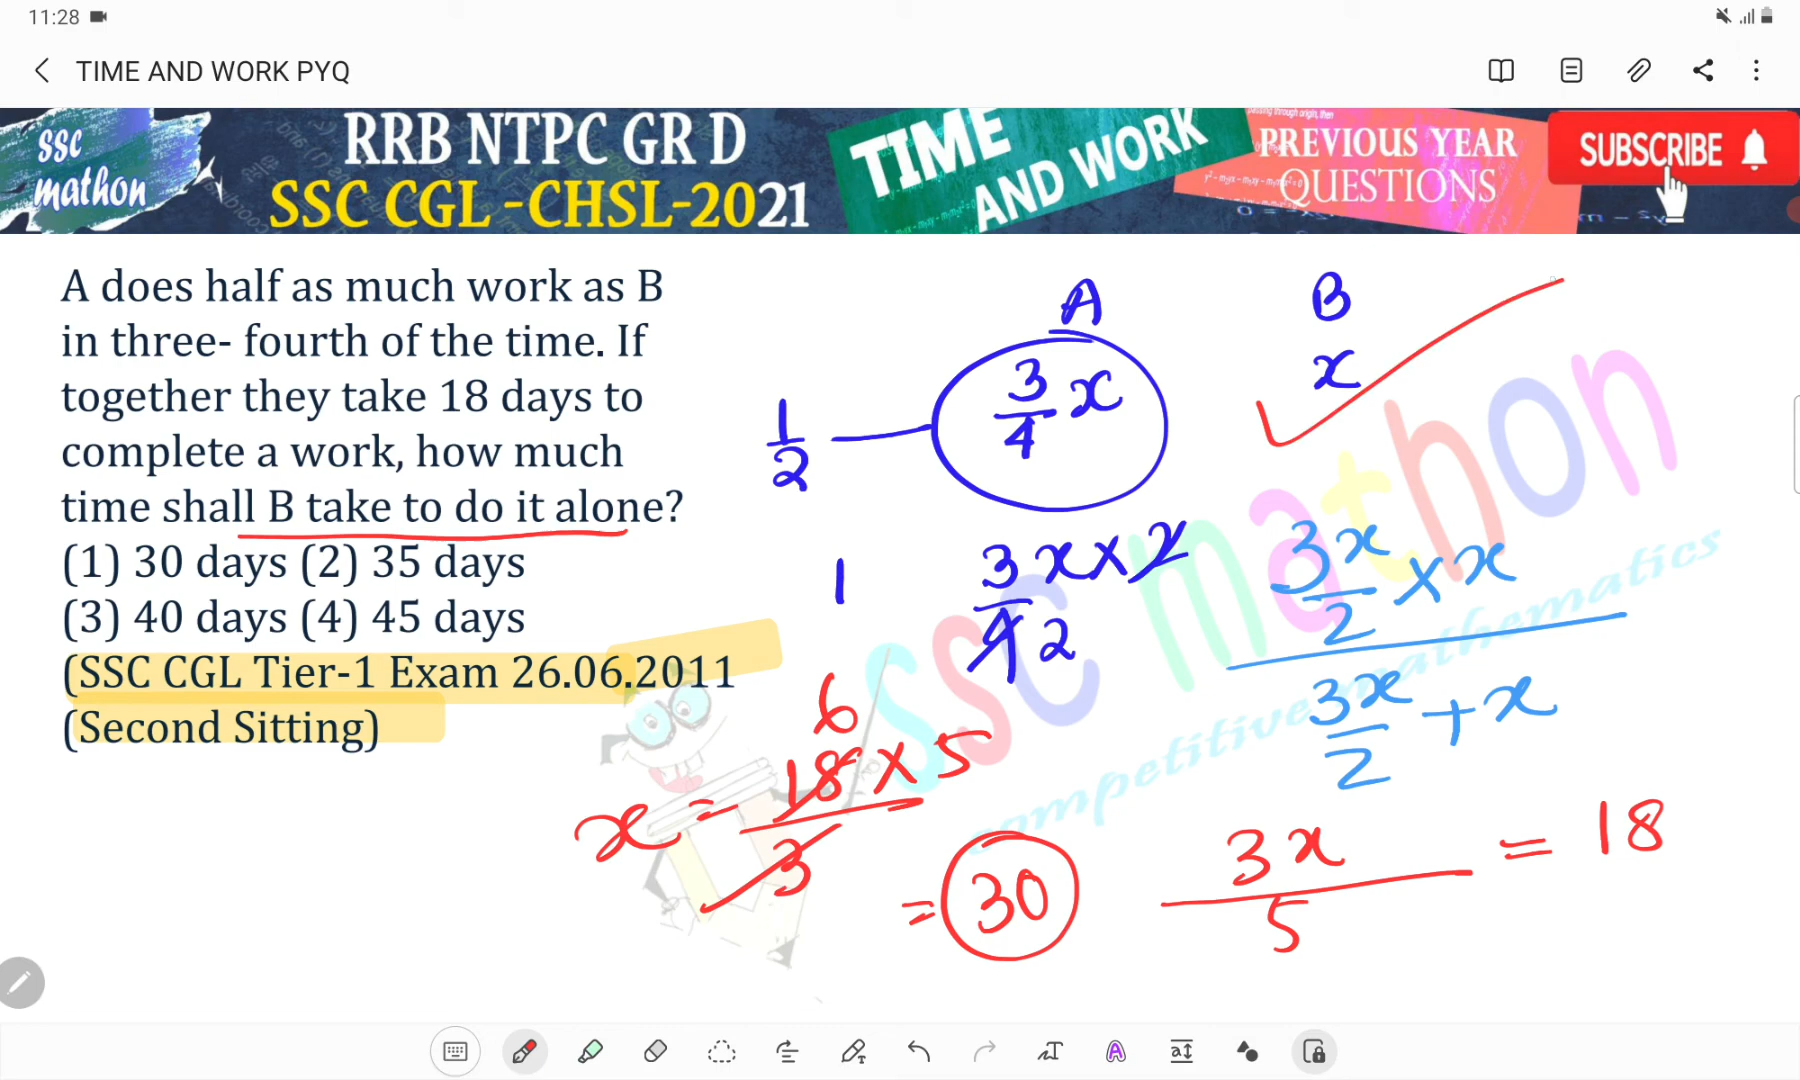 11:28
TIME AND WORK PYQ
ssc
mathon
RRB NTPC GR D
SSC CGL -CHSL-2021
TIME
AND WORK
passing through origin, then
PREVIOUS YEAR
QUESTIONS
SUBSCRIBE
A does half as much work as B
in three- fourth of the time. If
together they take 18 days to
complete a work, how much
time shall B take to do it alone?
(1) 30 days (2) 35 days
(3) 40 days (4) 45 days
(SSC CGL Tier-1 Exam 26.06.2011
(Second Sitting)
A B
1/2 — 3/4 x x
1 3/4 x × 2 2
3x/2 × x
3x/2 + x
3x/5 = 18
6
x = 18 × 5 / 3
= 30
ssc mathon
competitive mathematics